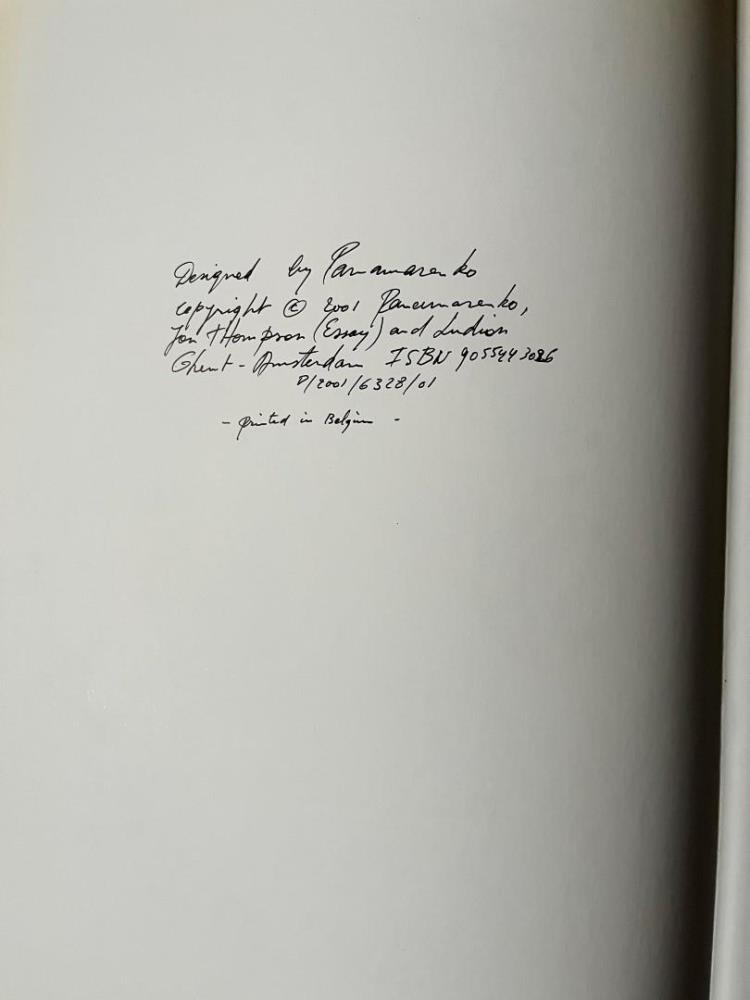 Designed by Panamarenko
copyright © 2001 Panamarenko,
Jon Thompson (Essay) and Ludion
Ghent - Amsterdam ISBN 9055443026
D/2001/6328/01
- printed in Belgium -